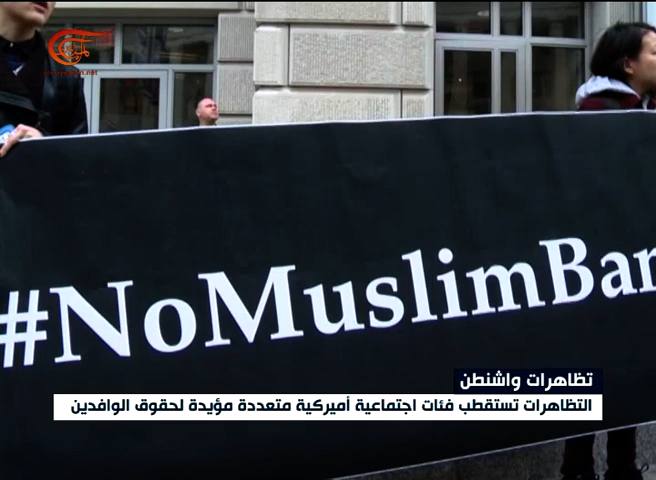 #NoMuslimBan
تظاهرات واشنطن
التظاهرات تستقطب فئات اجتماعية أميركية متعددة مؤيدة لحقوق الوافدين